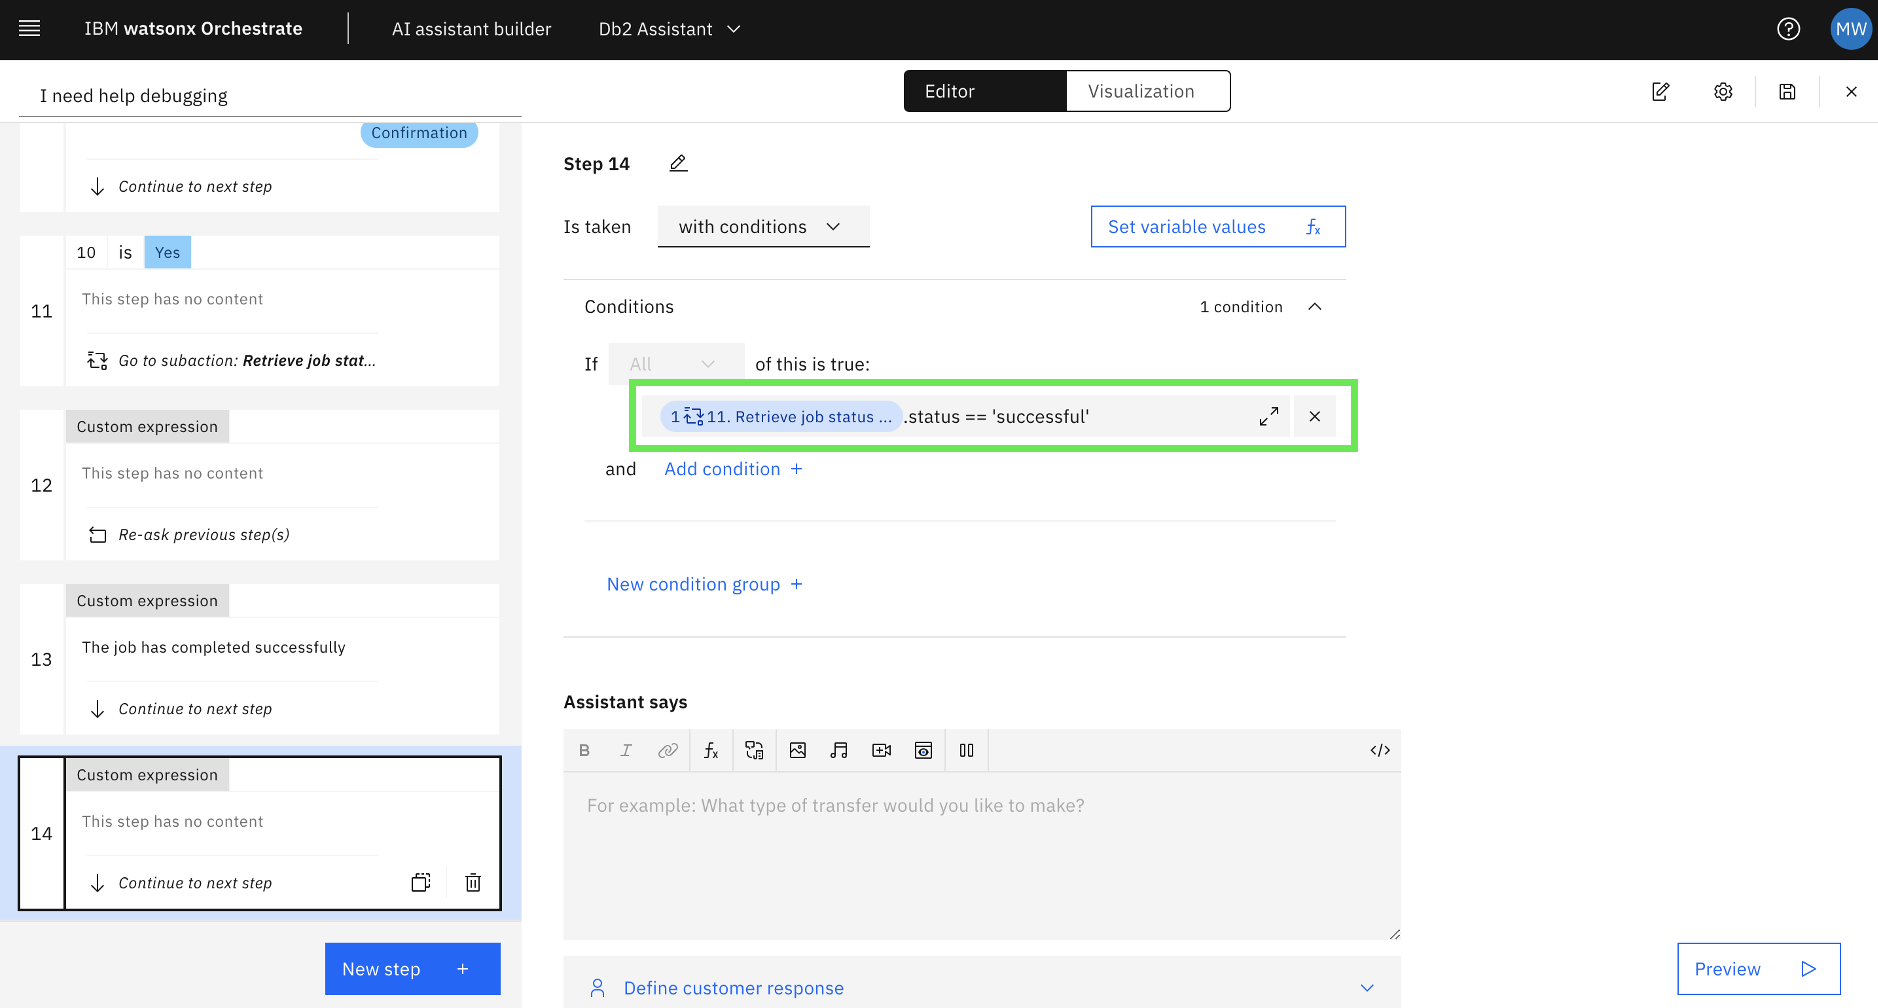 IBM watsonx Orchestrate
AI assistant builder
Db2 Assistant
MW
I need help debugging
Editor
Visualization
Confirmation
Continue to next step
10 is Yes
11
This step has no content
Go to subaction: Retrieve job stat...
Custom expression
12
This step has no content
Re-ask previous step(s)
Custom expression
13
The job has completed successfully
Continue to next step
Custom expression
14
This step has no content
Continue to next step
New step +
Step 14
Is taken with conditions
Set variable values fx
Conditions
1 condition
If All of this is true:
1 11. Retrieve job status ... .status == 'successful'
and Add condition +
New condition group +
Assistant says
B I fx </>
For example: What type of transfer would you like to make?
Define customer response
Preview